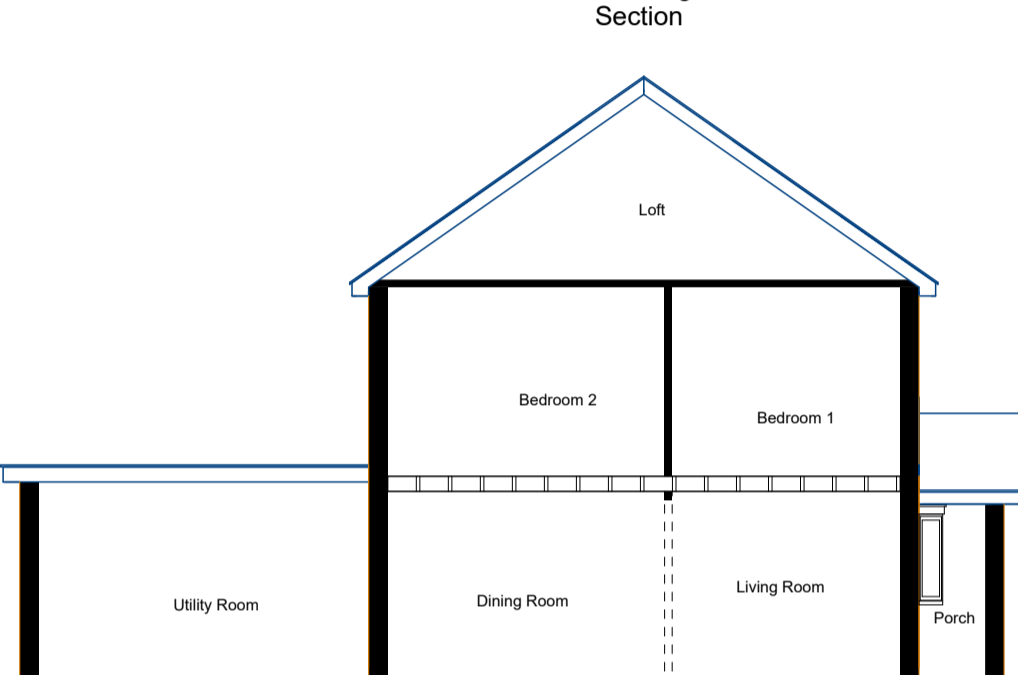 Section
Loft
Bedroom 2
Bedroom 1
Utility Room
Dining Room
Living Room
Porch